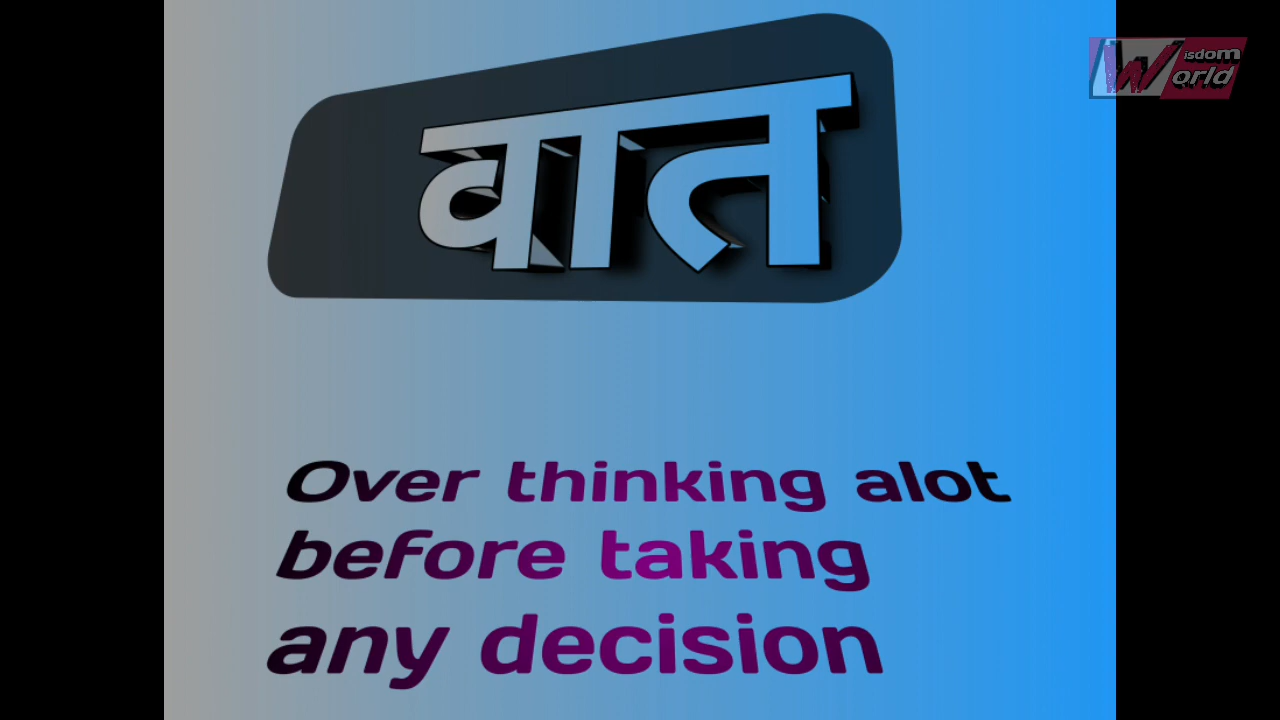 वात
Wisdom
World
Over thinking alot
before taking
any decision